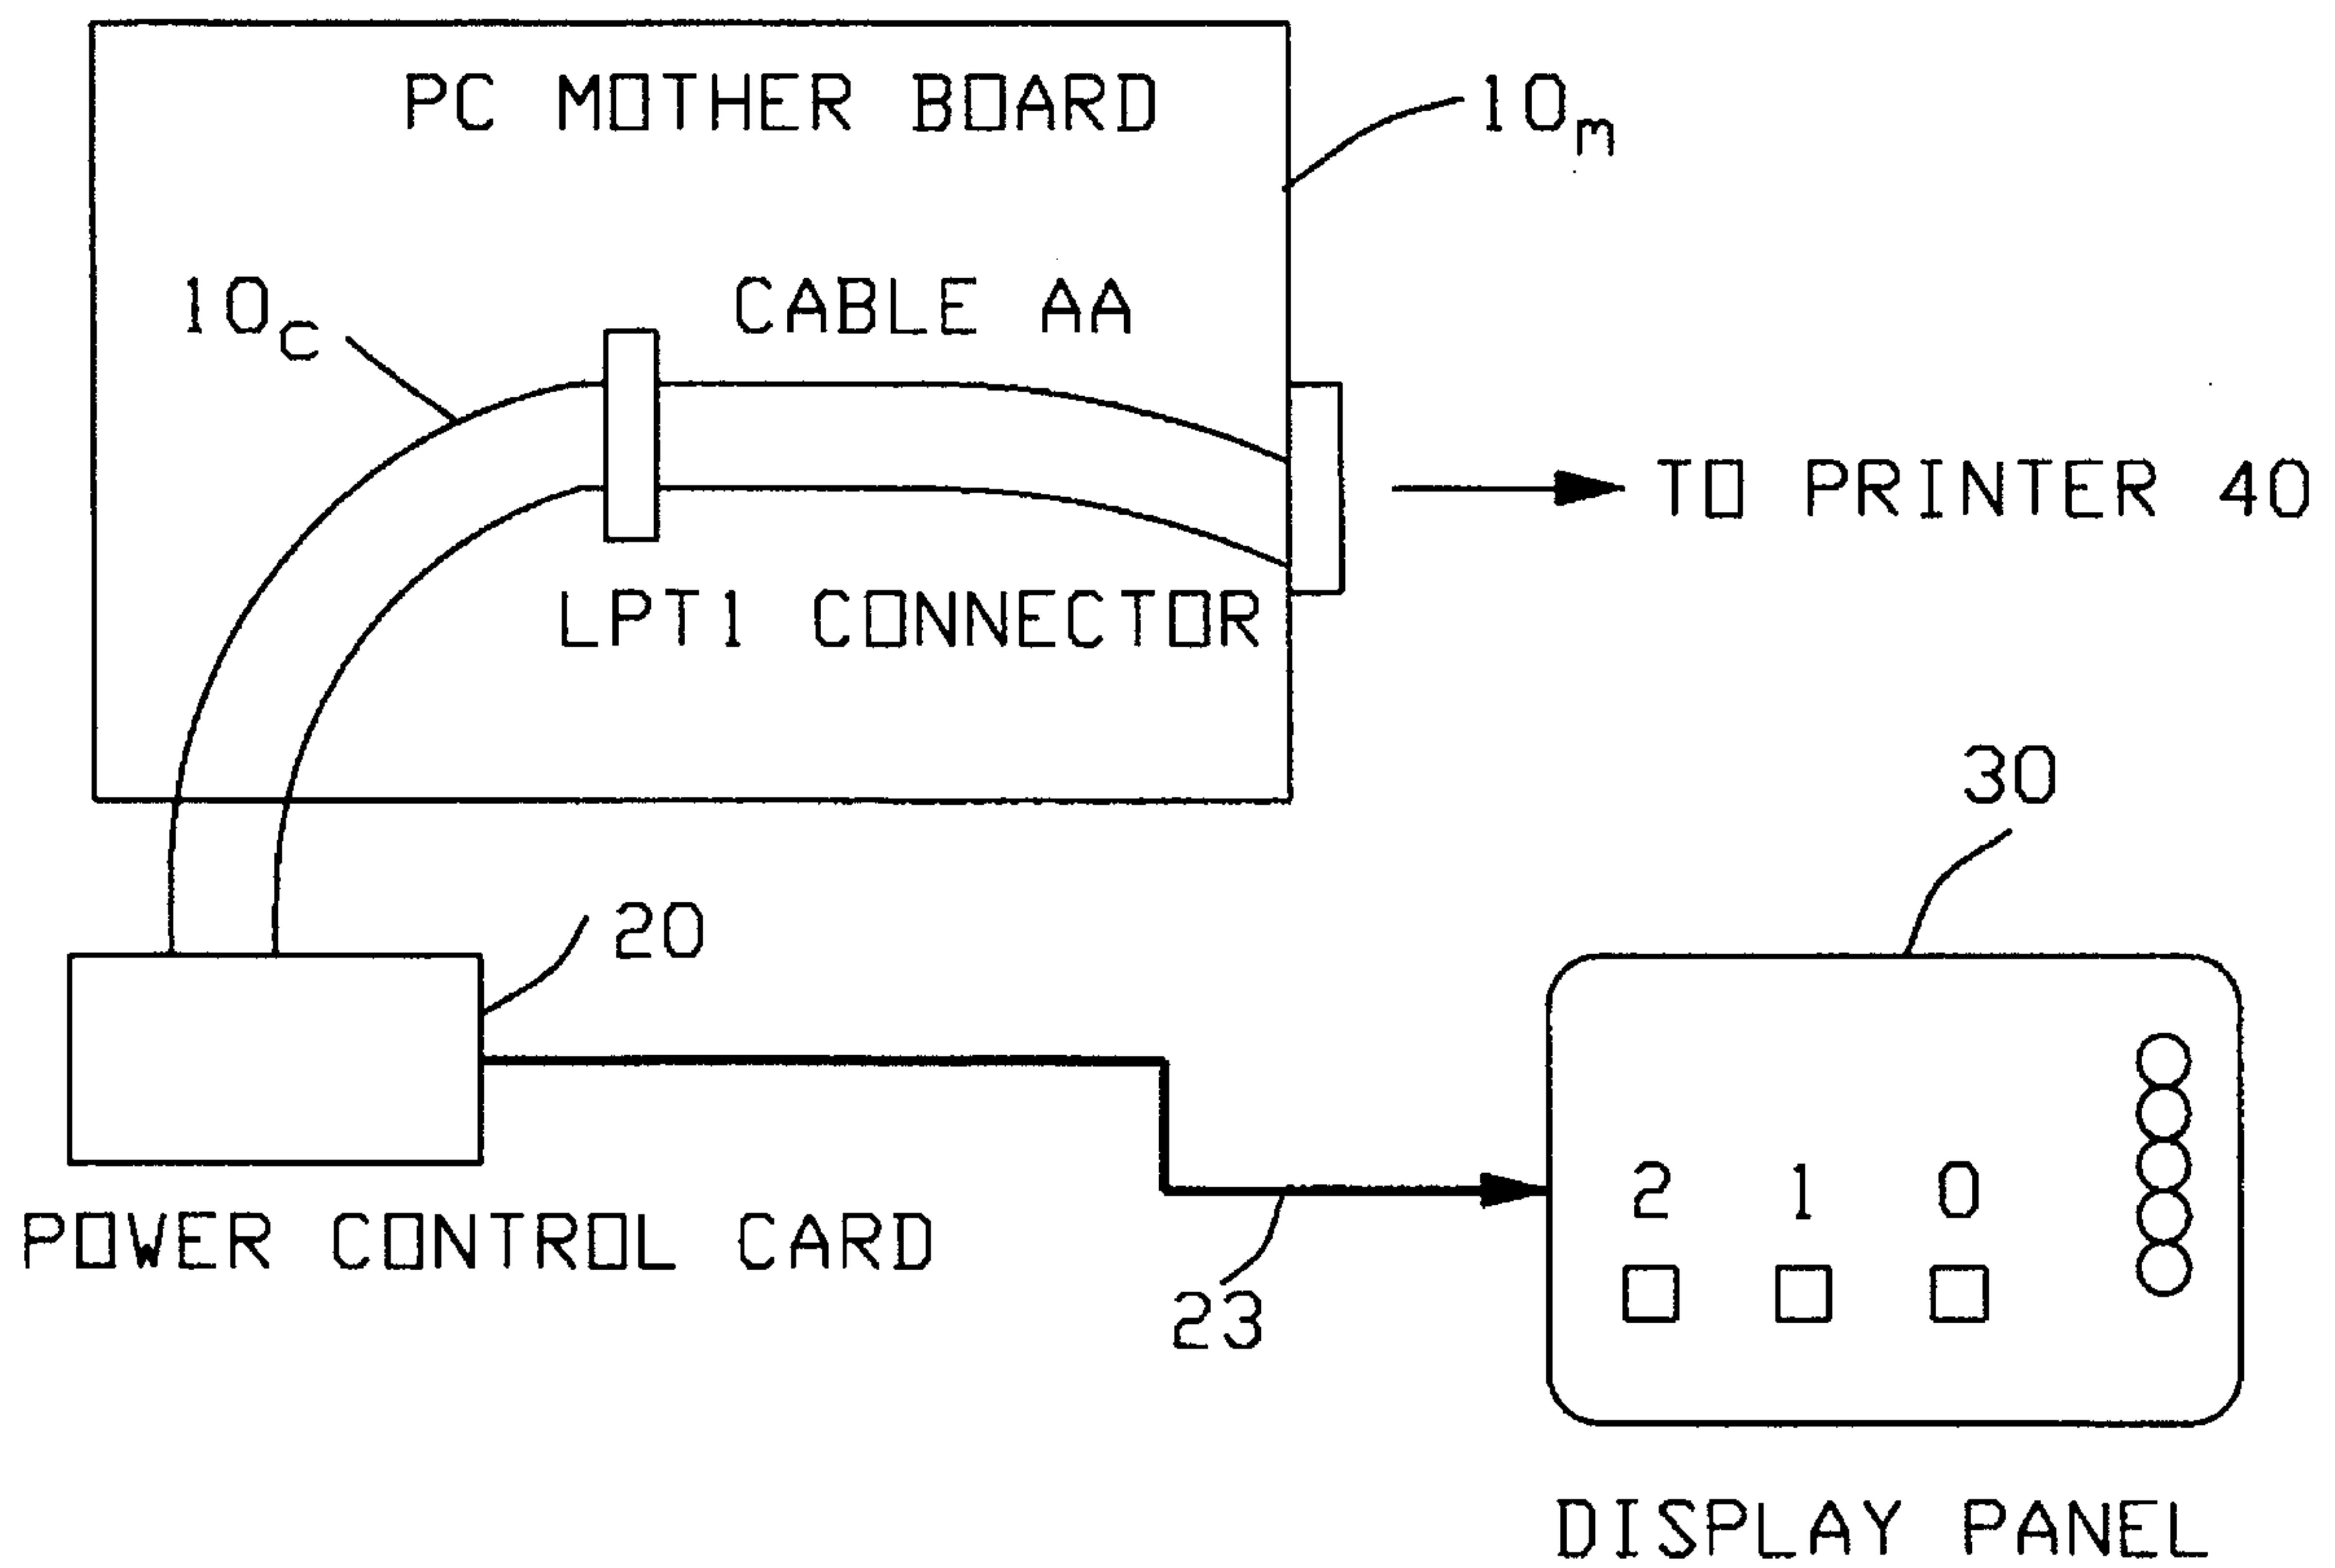 PC MOTHER BOARD
10m
10C
CABLE AA
TO PRINTER 40
LPT1 CONNECTOR
30
20
2 1 0
POWER CONTROL CARD
23
DISPLAY PANEL